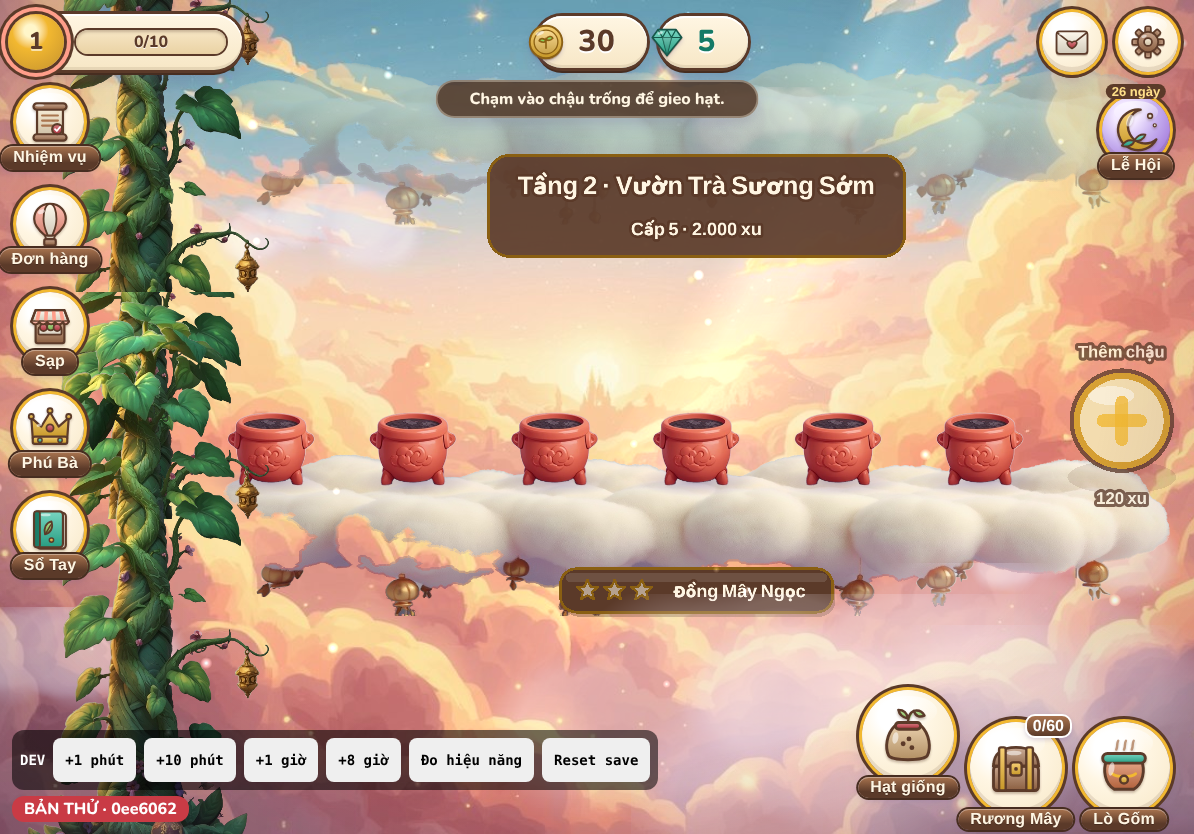 1
0/10
30
5
Chạm vào chậu trống để gieo hạt.
26 ngày
Lễ Hội
Nhiệm vụ
Đơn hàng
Sạp
Phú Bà
Sổ Tay
Tầng 2 · Vườn Trà Sương Sớm
Cấp 5 · 2.000 xu
Thêm chậu
120 xu
Đồng Mây Ngọc
Hạt giống
0/60
Rương Mây
Lò Gốm
DEV +1 phút +10 phút +1 giờ +8 giờ Đo hiệu năng Reset save
BẢN THỬ · 0ee6062